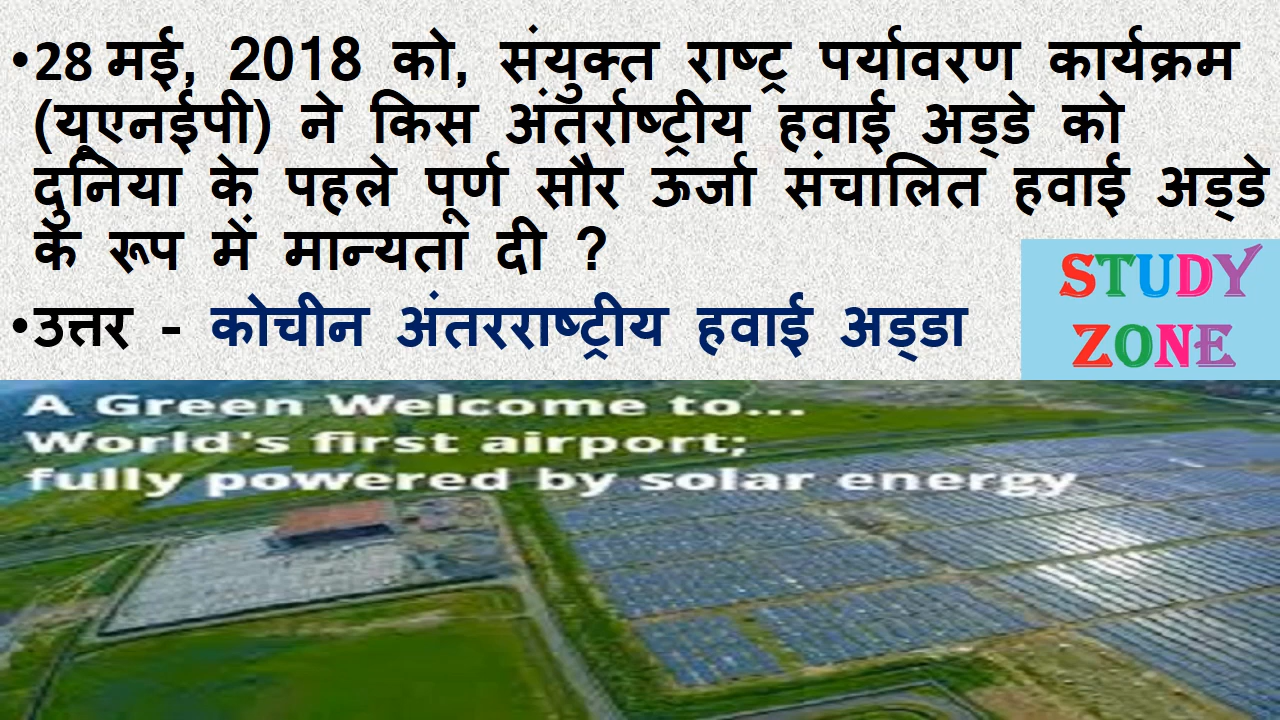 •28 मई, 2018 को, संयुक्त राष्ट्र पर्यावरण कार्यक्रम
(यूएनईपी) ने किस अंतर्राष्ट्रीय हवाई अड्डे को
दुनिया के पहले पूर्ण सौर ऊर्जा संचालित हवाई अड्डे
के रूप में मान्यता दी ?
•उत्तर - कोचीन अंतरराष्ट्रीय हवाई अड्डा
STUDY
ZONE
A Green Welcome to...
World's first airport;
fully powered by solar energy